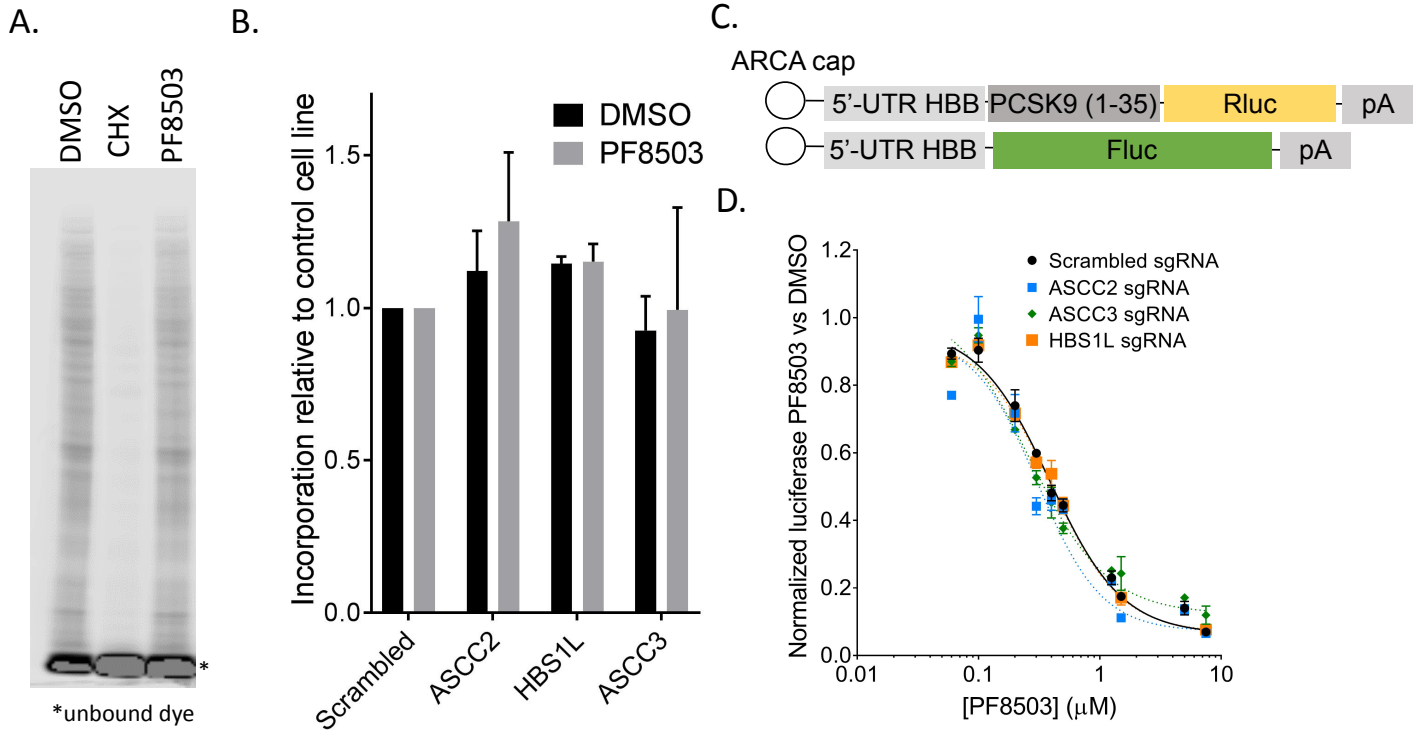 A.
DMSO
CHX
PF8503
*
*unbound dye
B.
Incorporation relative to control cell line
1.5
1.0
0.5
0.0
DMSO
PF8503
Scrambled
ASCC2
HBS1L
ASCC3
C.
ARCA cap
5'-UTR HBB PCSK9 (1-35) Rluc pA
5'-UTR HBB Fluc pA
D.
Normalized luciferase PF8503 vs DMSO
1.2
1.0
0.8
0.6
0.4
0.2
0.0
Scrambled sgRNA
ASCC2 sgRNA
ASCC3 sgRNA
HBS1L sgRNA
0.01 0.1 1 10
[PF8503] (μM)